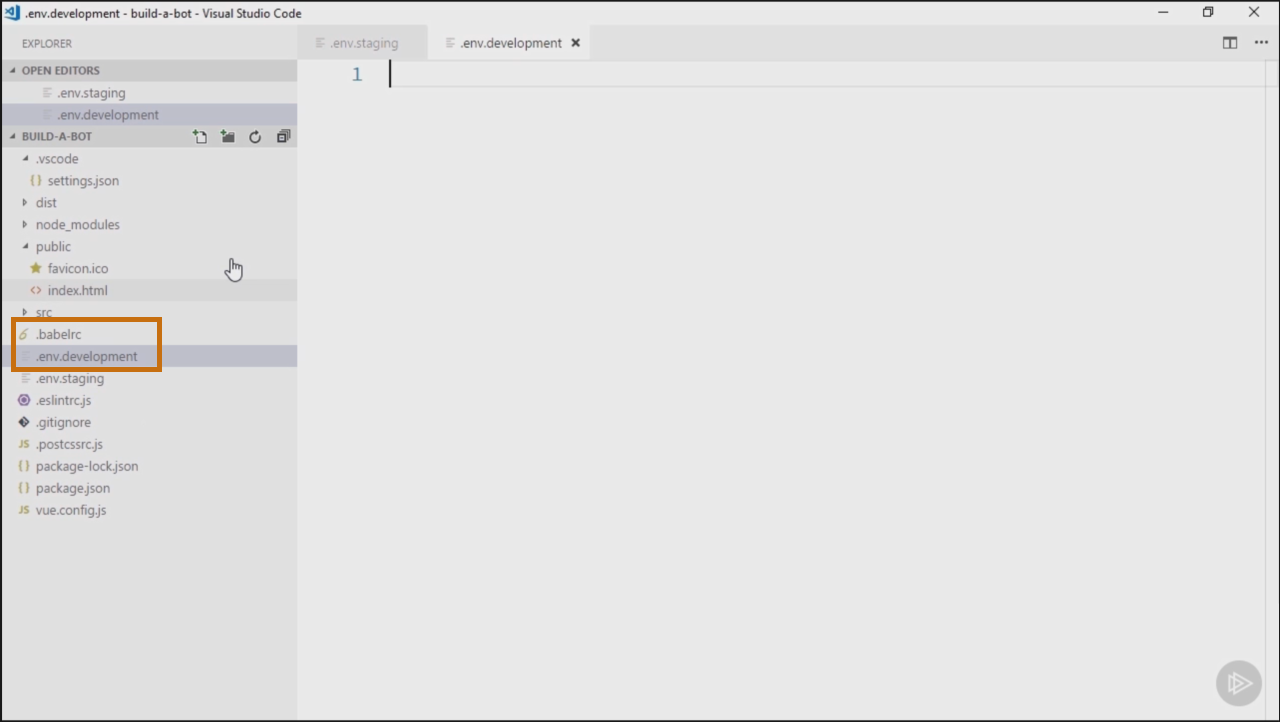 .env.development - build-a-bot - Visual Studio Code
EXPLORER
.env.staging
.env.development
OPEN EDITORS
.env.staging
.env.development
BUILD-A-BOT
.vscode
settings.json
dist
node_modules
public
favicon.ico
index.html
src
.babelrc
.env.development
.env.staging
.eslintrc.js
.gitignore
JS .postcssrc.js
package-lock.json
package.json
JS vue.config.js
1